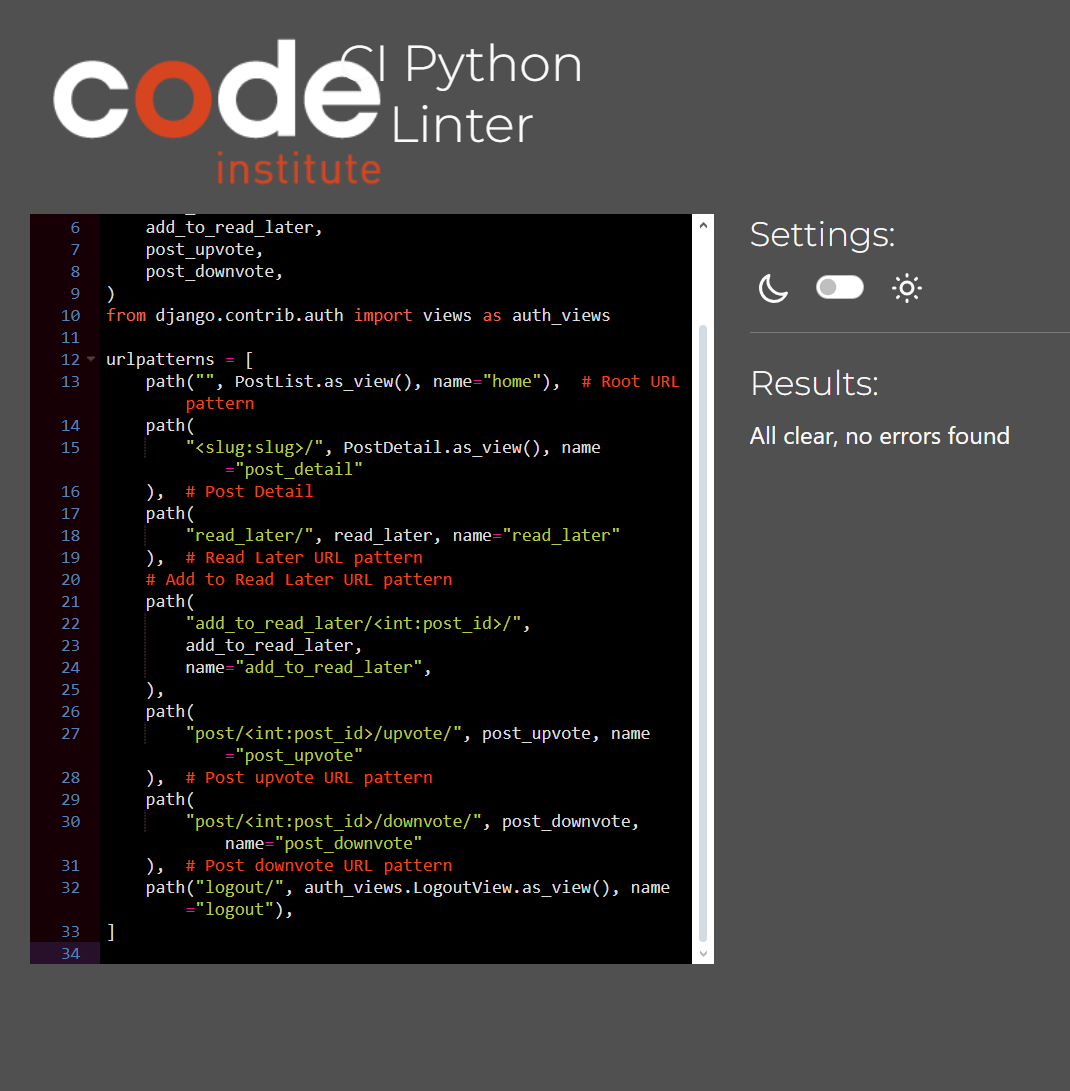 code
institute
CI Python
Linter
6 add_to_read_later,
7 post_upvote,
8 post_downvote,
9 )
10 from django.contrib.auth import views as auth_views
11
12 urlpatterns = [
13 path("", PostList.as_view(), name="home"),  # Root URL
pattern
14 path(
15 "<slug:slug>/", PostDetail.as_view(), name
="post_detail"
16 ),  # Post Detail
17 path(
18 "read_later/", read_later, name="read_later"
19 ),  # Read Later URL pattern
20 # Add to Read Later URL pattern
21 path(
22 "add_to_read_later/<int:post_id>/",
23 add_to_read_later,
24 name="add_to_read_later",
25 ),
26 path(
27 "post/<int:post_id>/upvote/", post_upvote, name
="post_upvote"
28 ),  # Post upvote URL pattern
29 path(
30 "post/<int:post_id>/downvote/", post_downvote,
name="post_downvote"
31 ),  # Post downvote URL pattern
32 path("logout/", auth_views.LogoutView.as_view(), name
="logout"),
33 ]
34
Settings:
Results:
All clear, no errors found